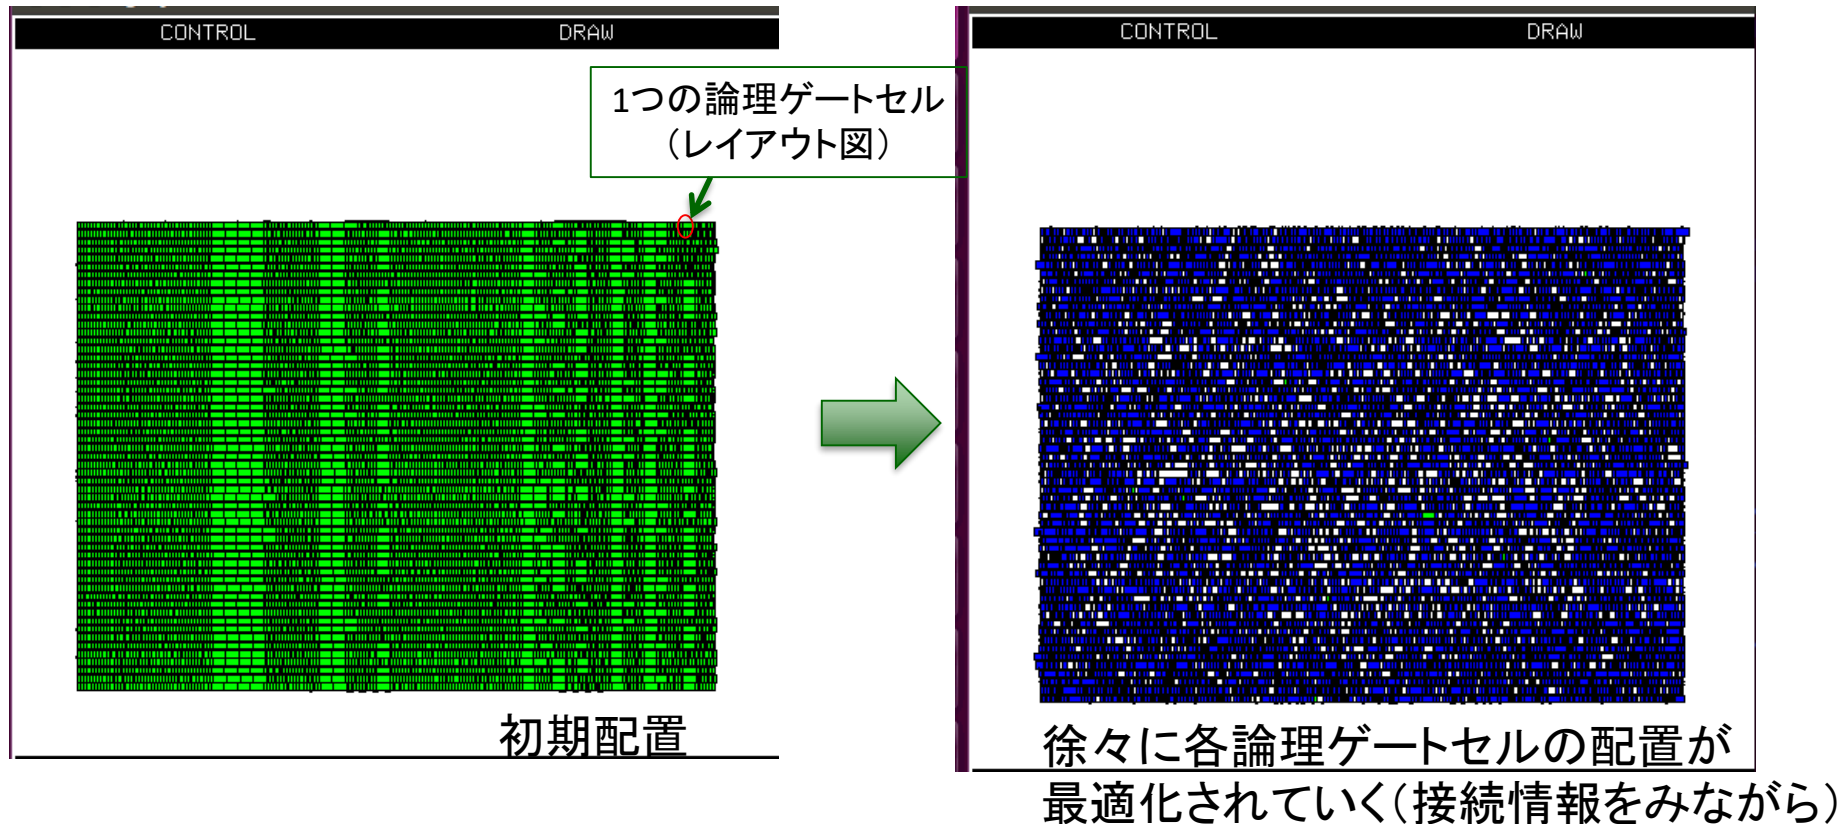 CONTROL
DRAW
1つの論理ゲートセル
（レイアウト図）
初期配置
CONTROL
DRAW
徐々に各論理ゲートセルの配置が
最適化されていく（接続情報をみながら）